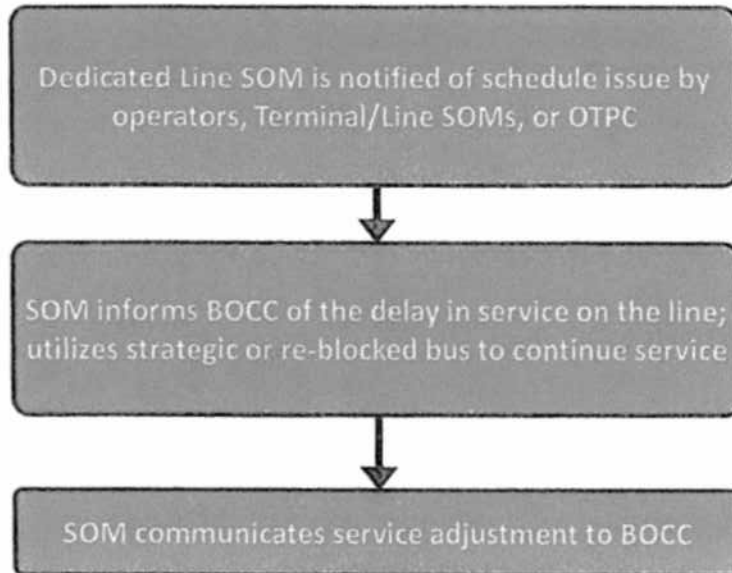 Dedicated Line SOM is notified of schedule issue by
operators, Terminal/Line SOMs, or OTPC
SOM informs BOCC of the delay in service on the line;
utilizes strategic or re-blocked bus to continue service
SOM communicates service adjustment to BOCC